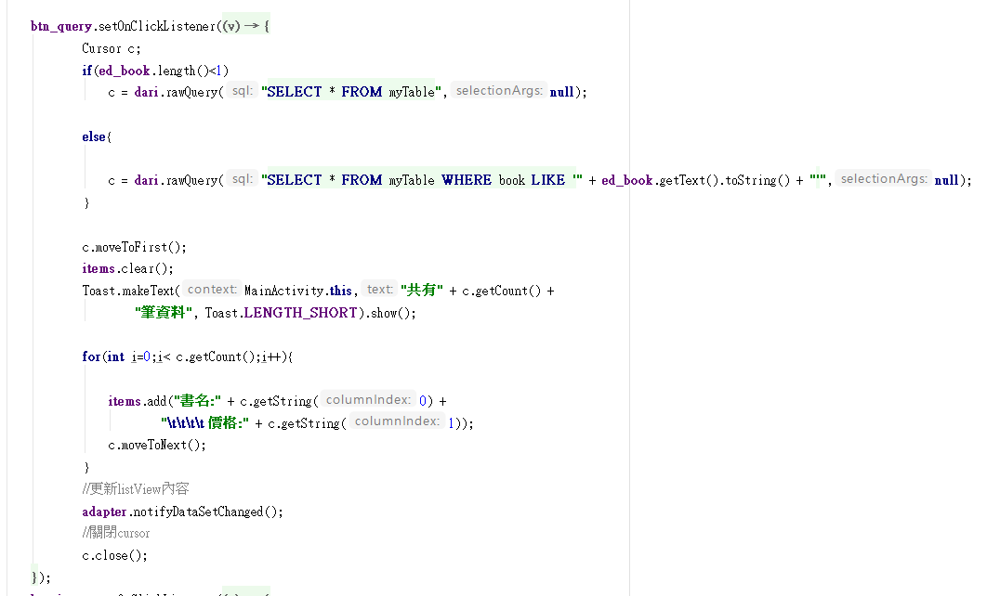 btn_query.setOnClickListener((v) → {
Cursor c;
if(ed_book.length()<1)
c = dari.rawQuery( sql: "SELECT * FROM myTable", selectionArgs: null);
else{
c = dari.rawQuery( sql: "SELECT * FROM myTable WHERE book LIKE '" + ed_book.getText().toString() + "'", selectionArgs: null);
}
c.moveToFirst();
items.clear();
Toast.makeText( context: MainActivity.this, text: "共有" + c.getCount() +
"筆資料", Toast.LENGTH_SHORT).show();
for(int i=0;i< c.getCount();i++){
items.add("書名:" + c.getString( columnIndex: 0) +
"\t\t\t\t 價格:" + c.getString( columnIndex: 1));
c.moveToNext();
}
//更新listView內容
adapter.notifyDataSetChanged();
//關閉cursor
c.close();
});